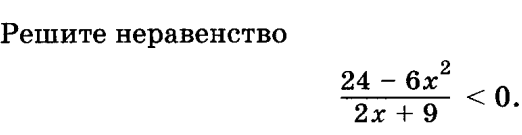 Решите неравенство
24 − 6x²
2x + 9 < 0.